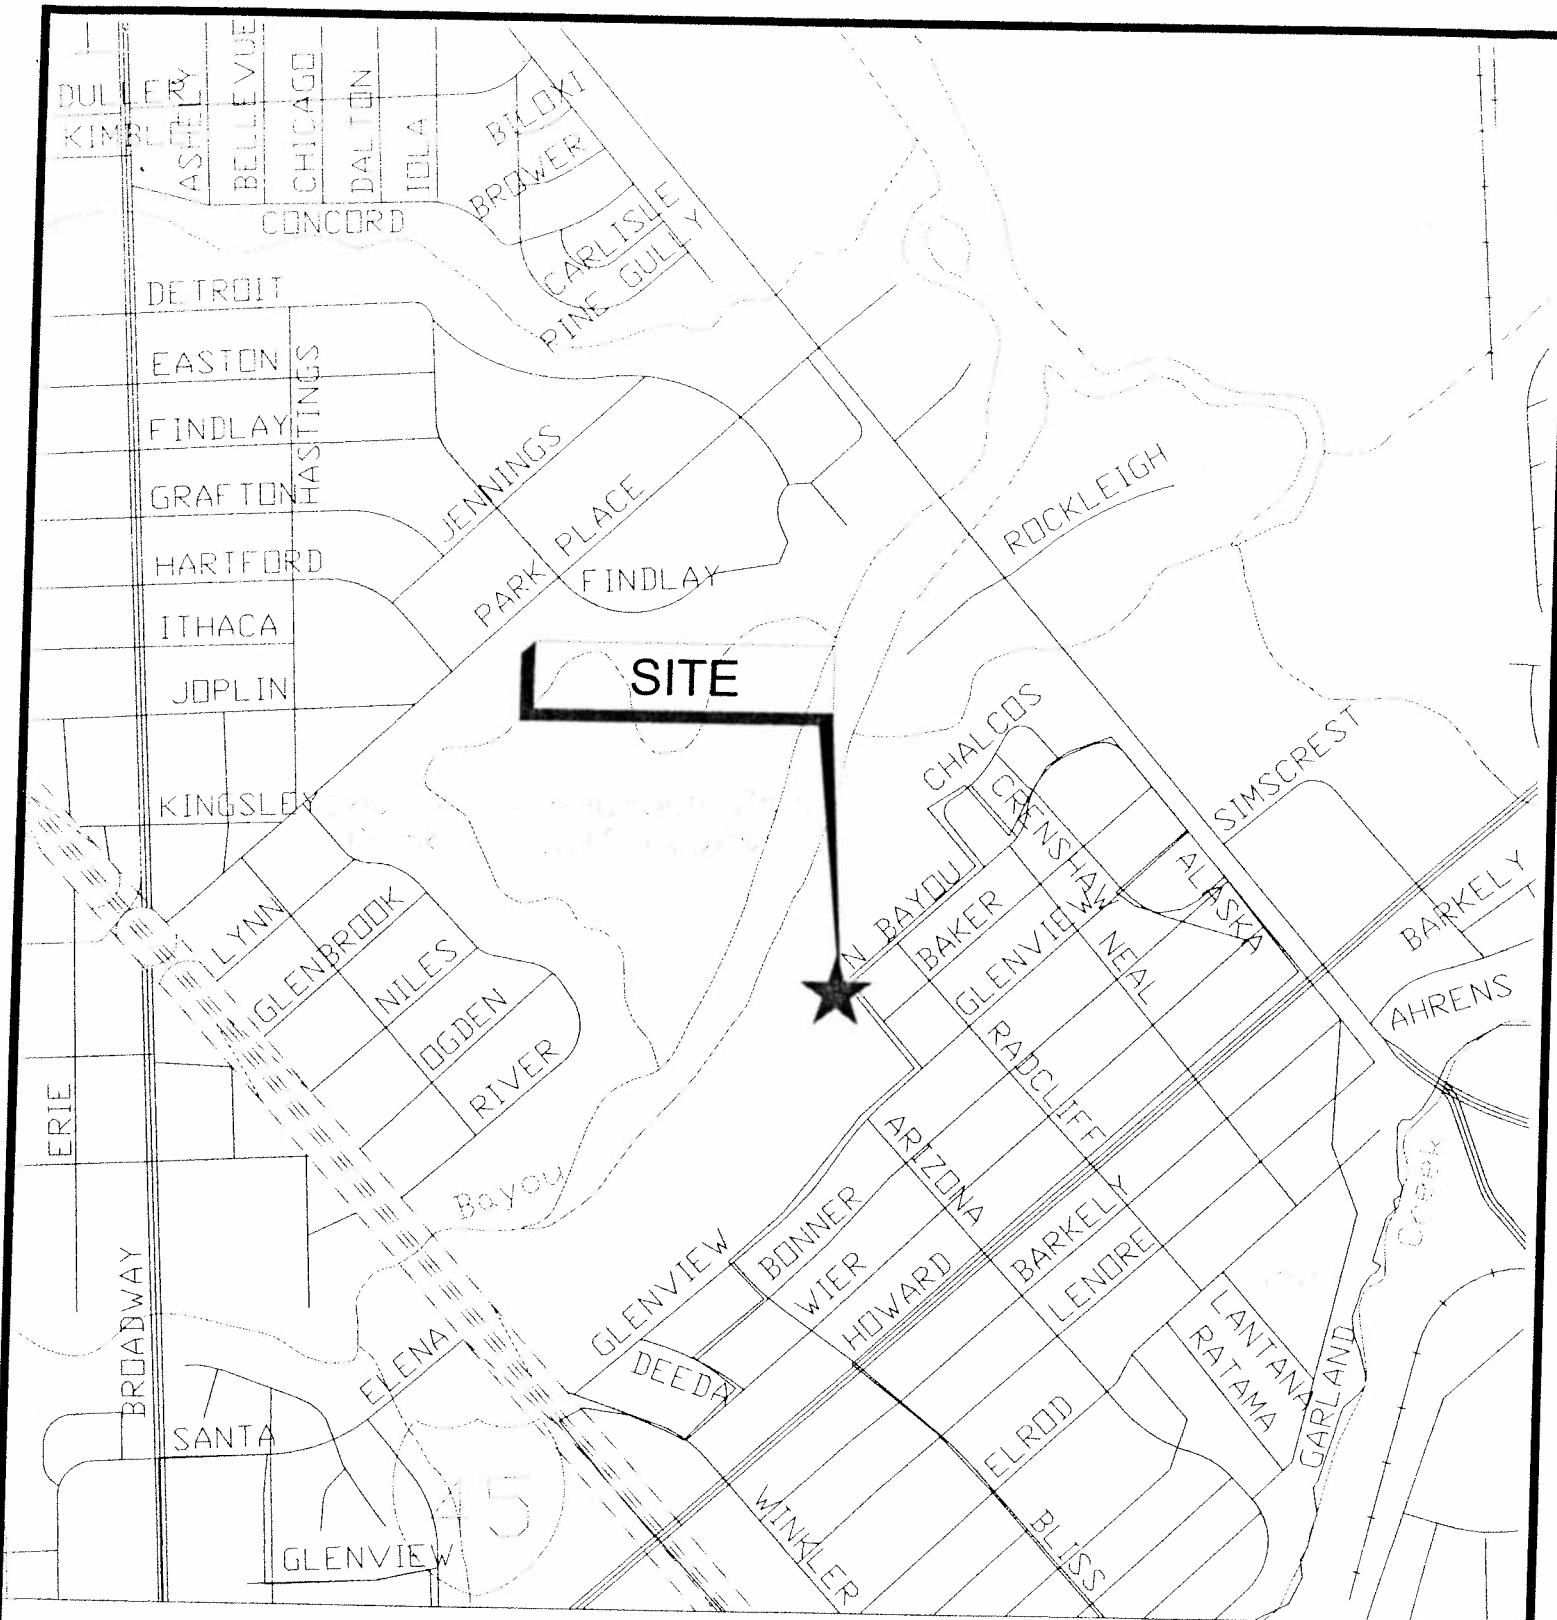 DULLER
KIMBLEY
ASHLEY
BELLEVUE
CHICAGO
DALTON
IOLA
BILOXI
BROWER
CARLISLE
PINE GULLY
CONCORD
DETROIT
EASTON
HASTINGS
FINDLAY
GRAFTON
HARTFORD
ITHACA
JOPLIN
KINGSLEY
JENNINGS
PARK PLACE
FINDLAY
ROCKLEIGH
SITE
CHALCOS
CRENSHAW
SIMSCREST
ALASKA
BARKELY
AHRENS
N BAYOU
BAKER
GLENVIEW
NEAL
RADCLIFF
LYNN
GLENBROOK
NILES
OGDEN
RIVER
ERIE
Bayou
ARIZONA
BONNER
WIER
HOWARD
BARKELY
LENORE
GLENVIEW
DEEDA
LANTANA
RATAMA
GARLAND
Creek
BROADWAY
ELENA
SANTA
45
GLENVIEW
WINKLER
ELROD
BLISS